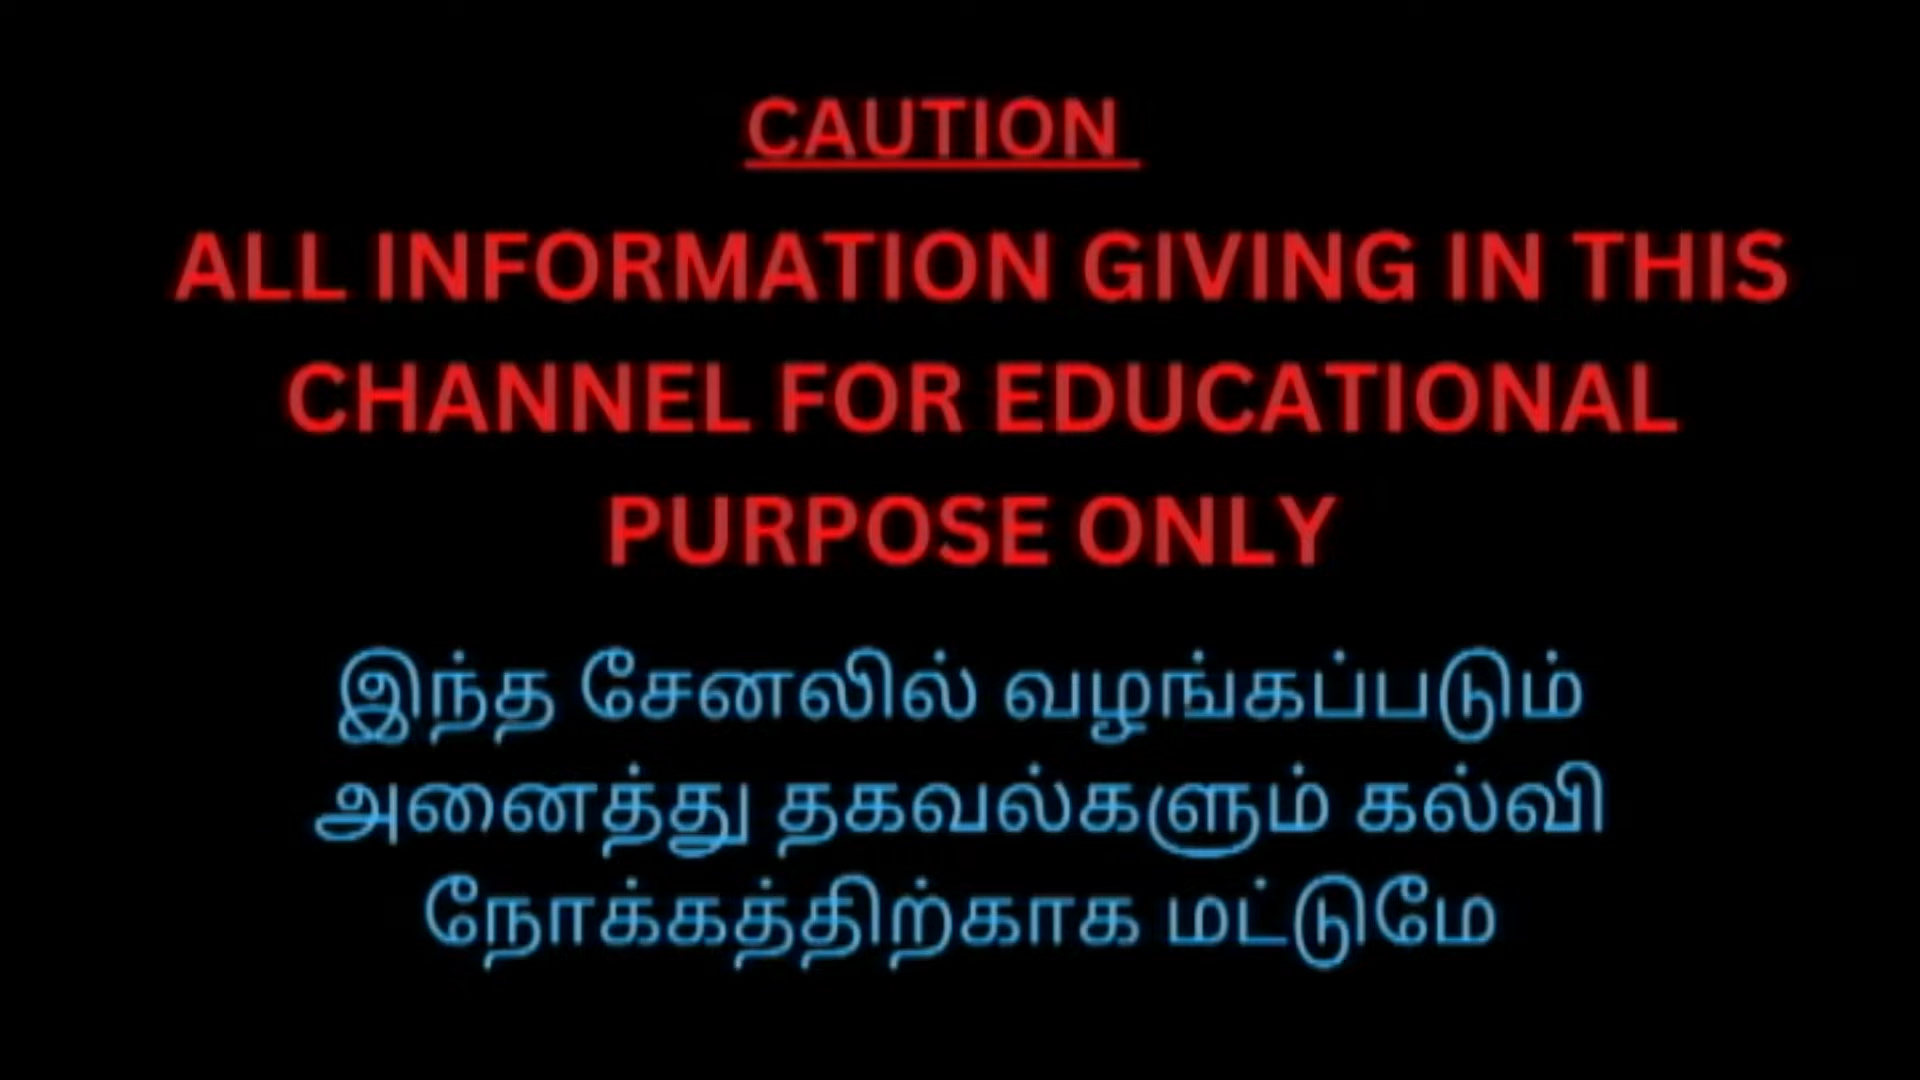 CAUTION
ALL INFORMATION GIVING IN THIS
CHANNEL FOR EDUCATIONAL
PURPOSE ONLY
இந்த சேனலில் வழங்கப்படும்
அனைத்து தகவல்களும் கல்வி
நோக்கத்திற்காக மட்டுமே